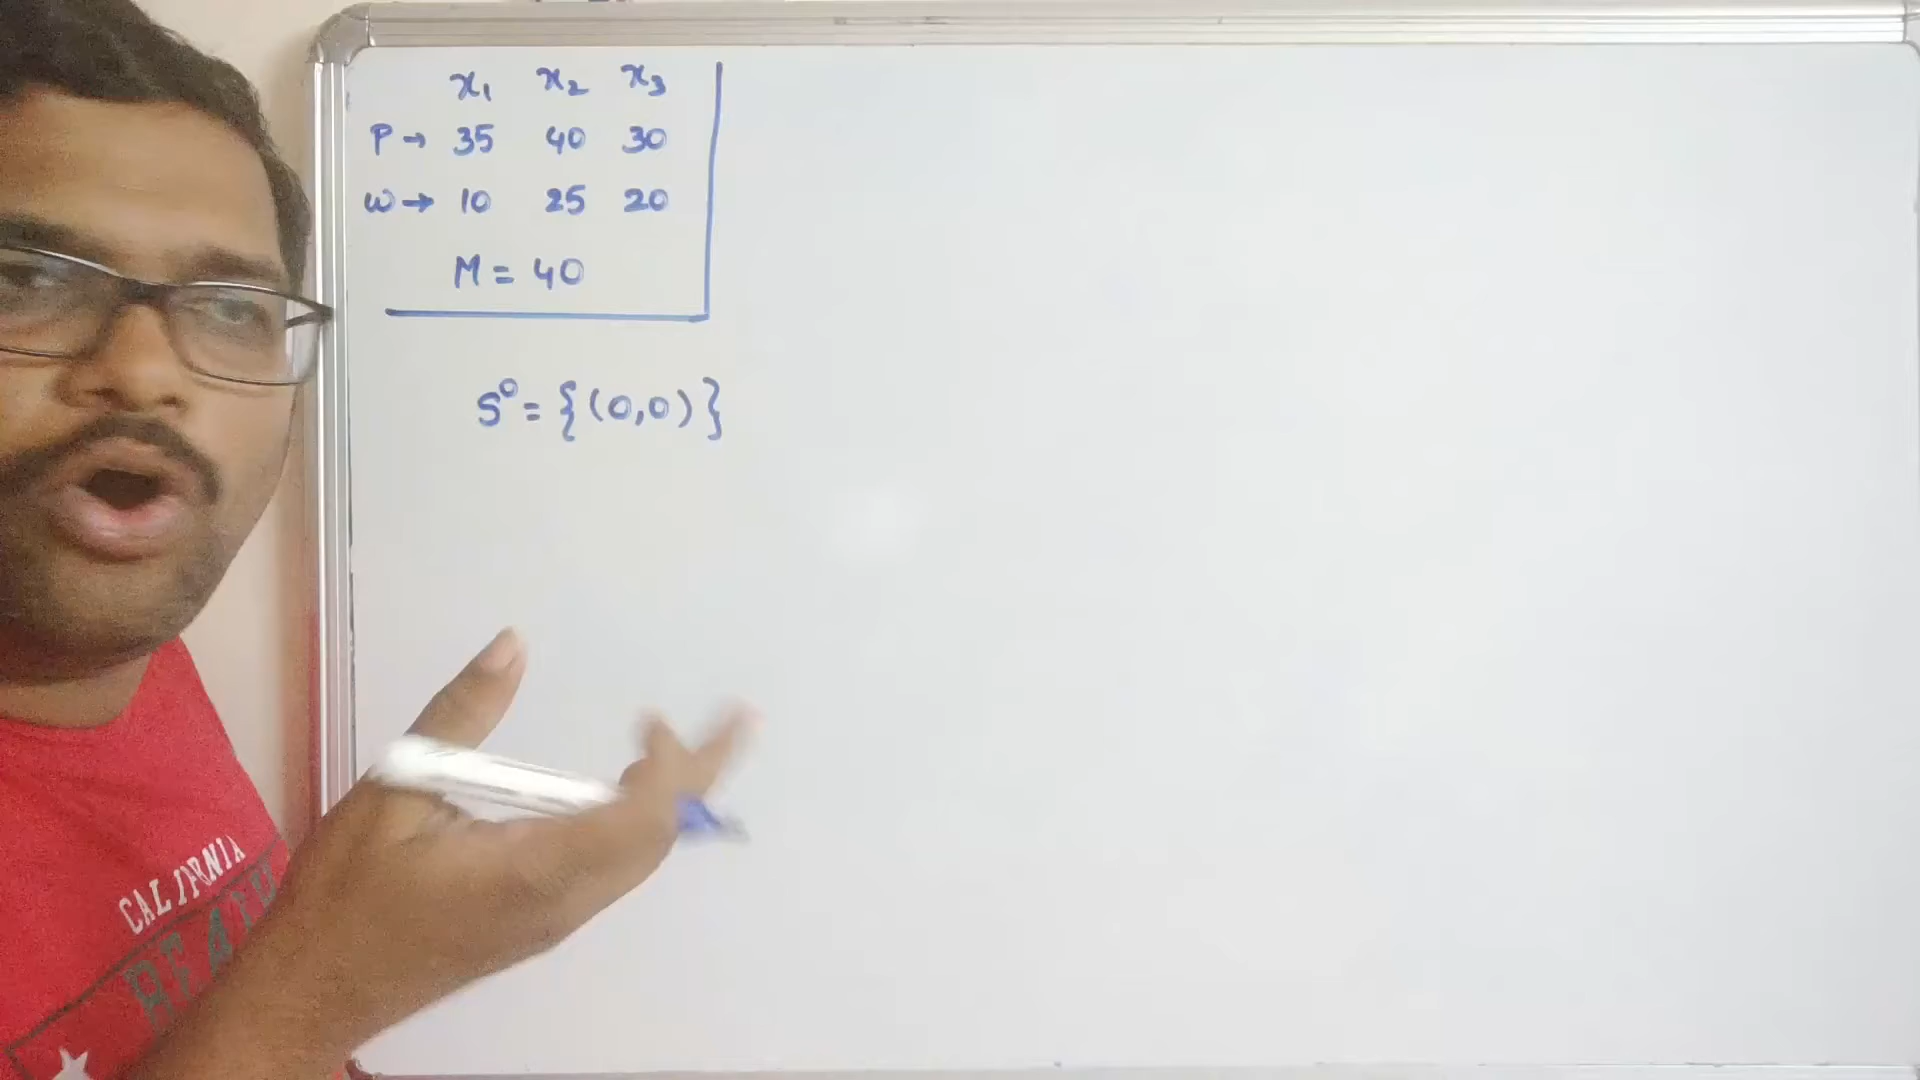 x₁ x₂ x₃
P → 35 40 30
w → 10 25 20
M = 40
S⁰ = {(0,0)}
CALIFORNIA